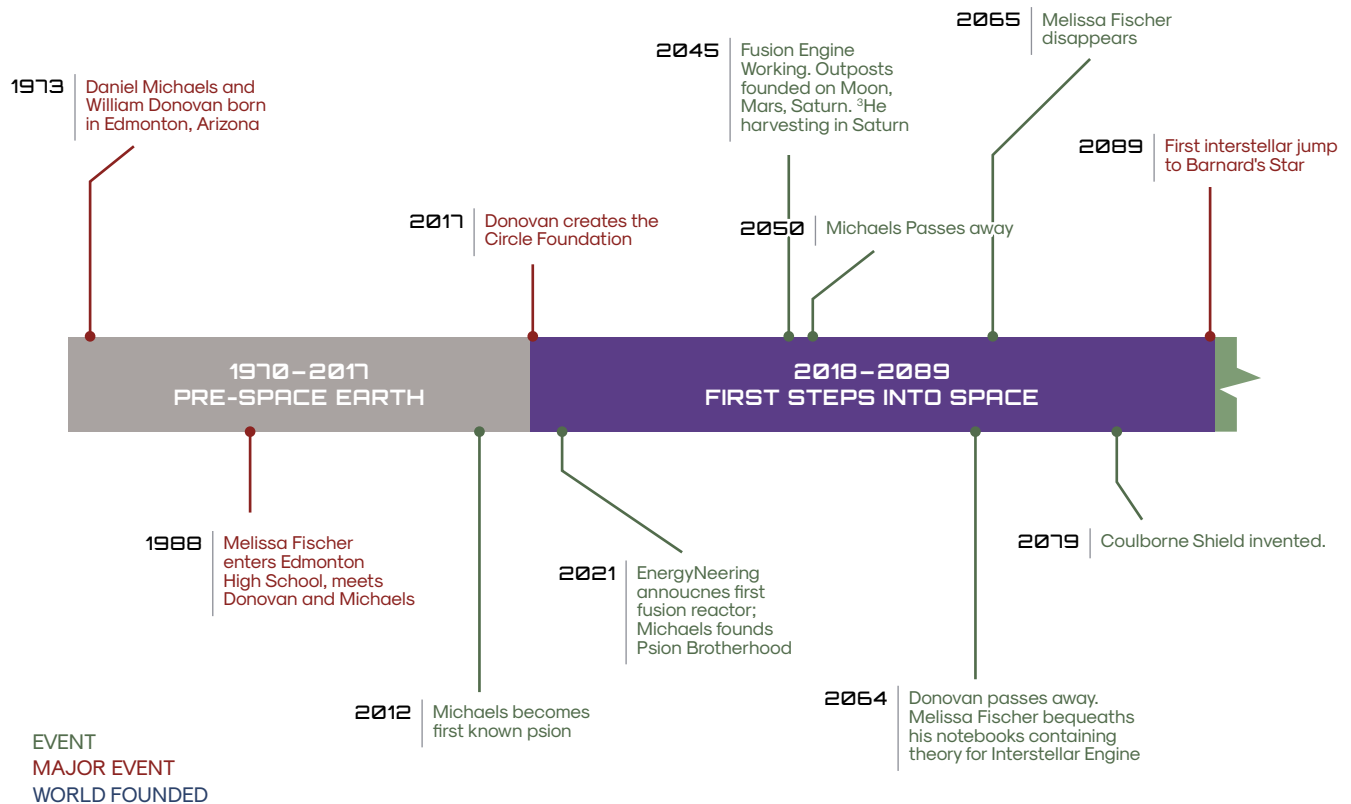 2065
Melissa Fischer
disappears
2045
Fusion Engine
Working. Outposts
founded on Moon,
Mars, Saturn. ³He
harvesting in Saturn
1973
Daniel Michaels and
William Donovan born
in Edmonton, Arizona
2089
First interstellar jump
to Barnard's Star
2017
Donovan creates the
Circle Foundation
2050
Michaels Passes away
1970–2017
PRE-SPACE EARTH
2018–2089
FIRST STEPS INTO SPACE
1988
Melissa Fischer
enters Edmonton
High School, meets
Donovan and Michaels
2021
EnergyNeering
annoucnes first
fusion reactor;
Michaels founds
Psion Brotherhood
2079
Coulborne Shield invented.
2012
Michaels becomes
first known psion
2064
Donovan passes away.
Melissa Fischer bequeaths
his notebooks containing
theory for Interstellar Engine
EVENT
MAJOR EVENT
WORLD FOUNDED